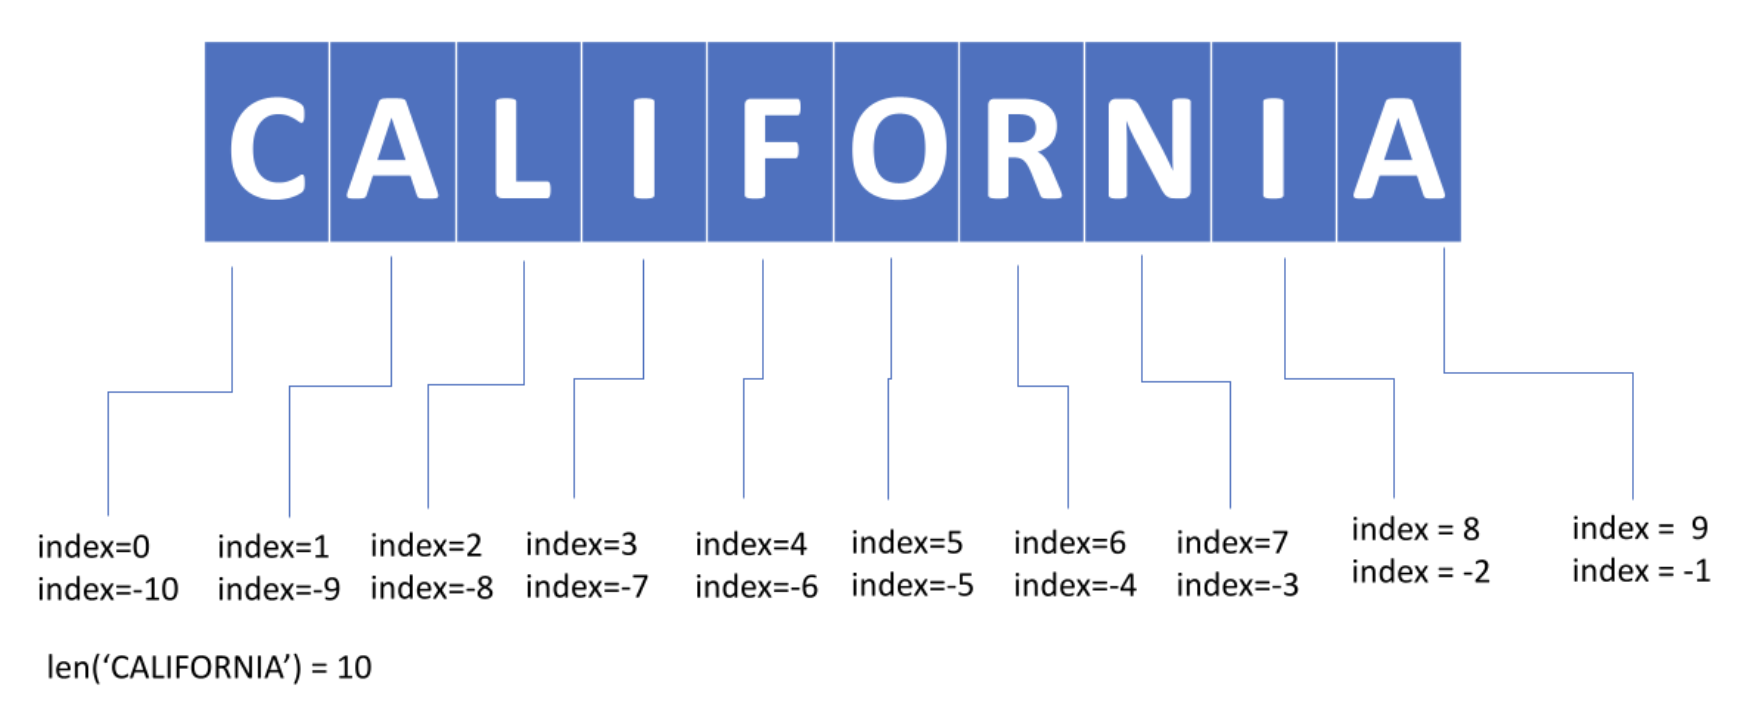 CALIFORNIA
index=0 index=1 index=2 index=3 index=4 index=5 index=6 index=7 index = 8 index =  9
index=-10 index=-9 index=-8 index=-7 index=-6 index=-5 index=-4 index=-3 index = -2 index = -1
len(‘CALIFORNIA’) = 10